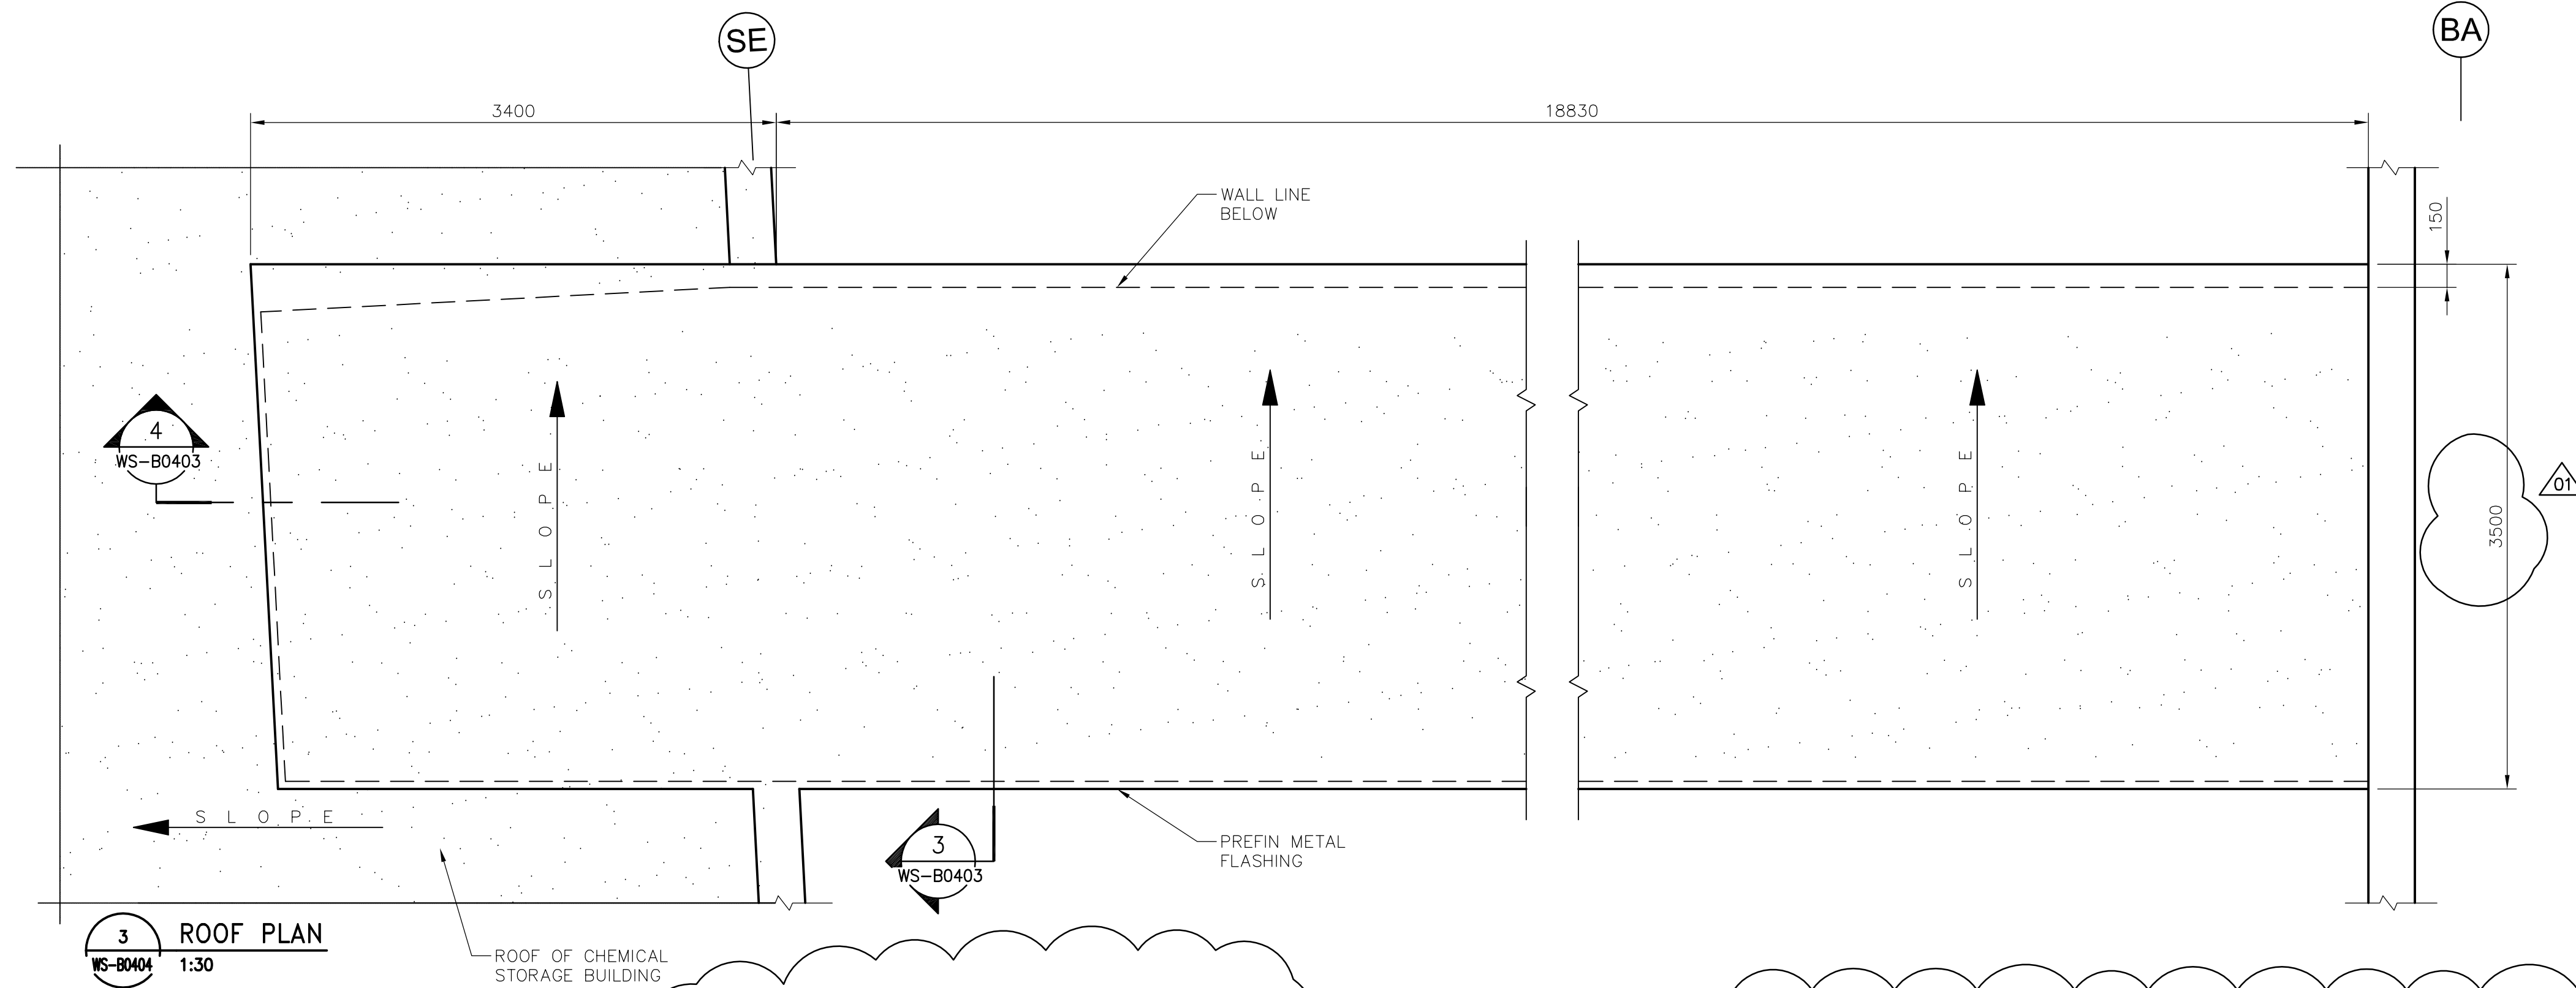 SE
BA
3400
18830
WALL LINE
BELOW
150
4
WS-B0403
SLOPE
SLOPE
SLOPE
3500
01
SLOPE
3
WS-B0403
PREFIN METAL
FLASHING
3
WS-B0404
ROOF PLAN
1:30
ROOF OF CHEMICAL
STORAGE BUILDING